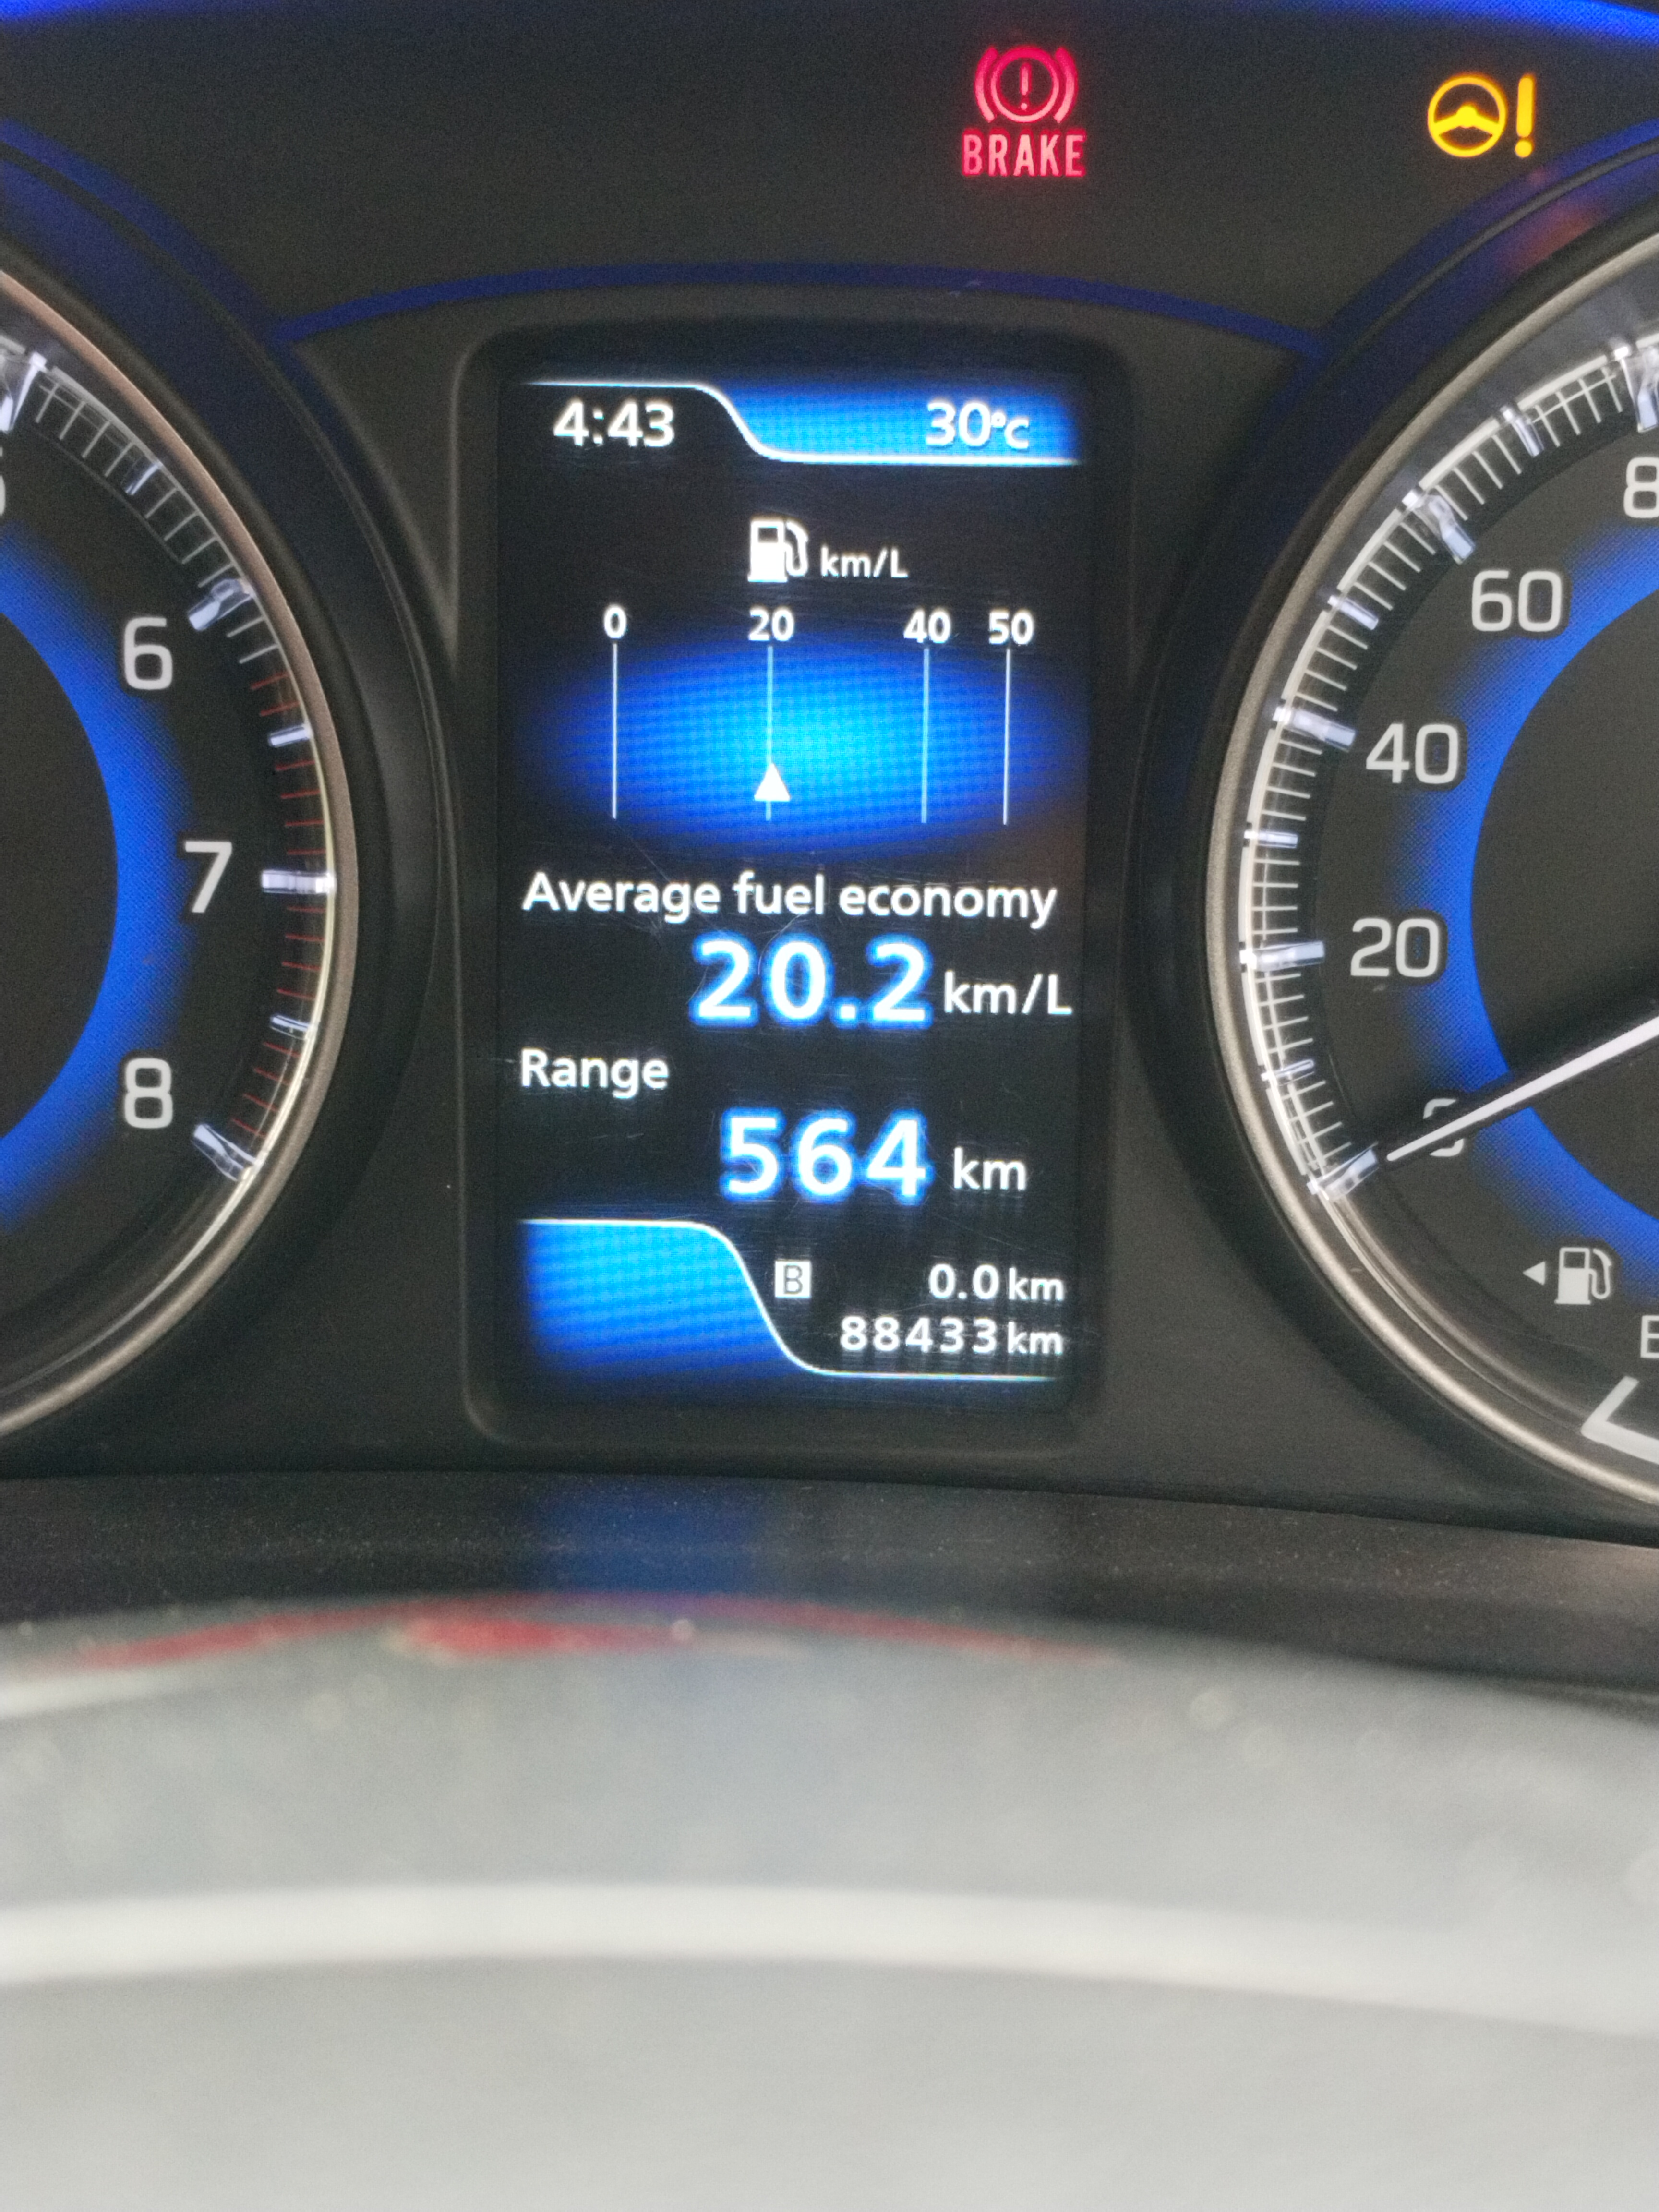 BRAKE
!
4:43 30°C
km/L
0 20 40 50
Average fuel economy
20.2 km/L
Range
564 km
B 0.0 km
88433 km
6
7
8
60
40
20
0